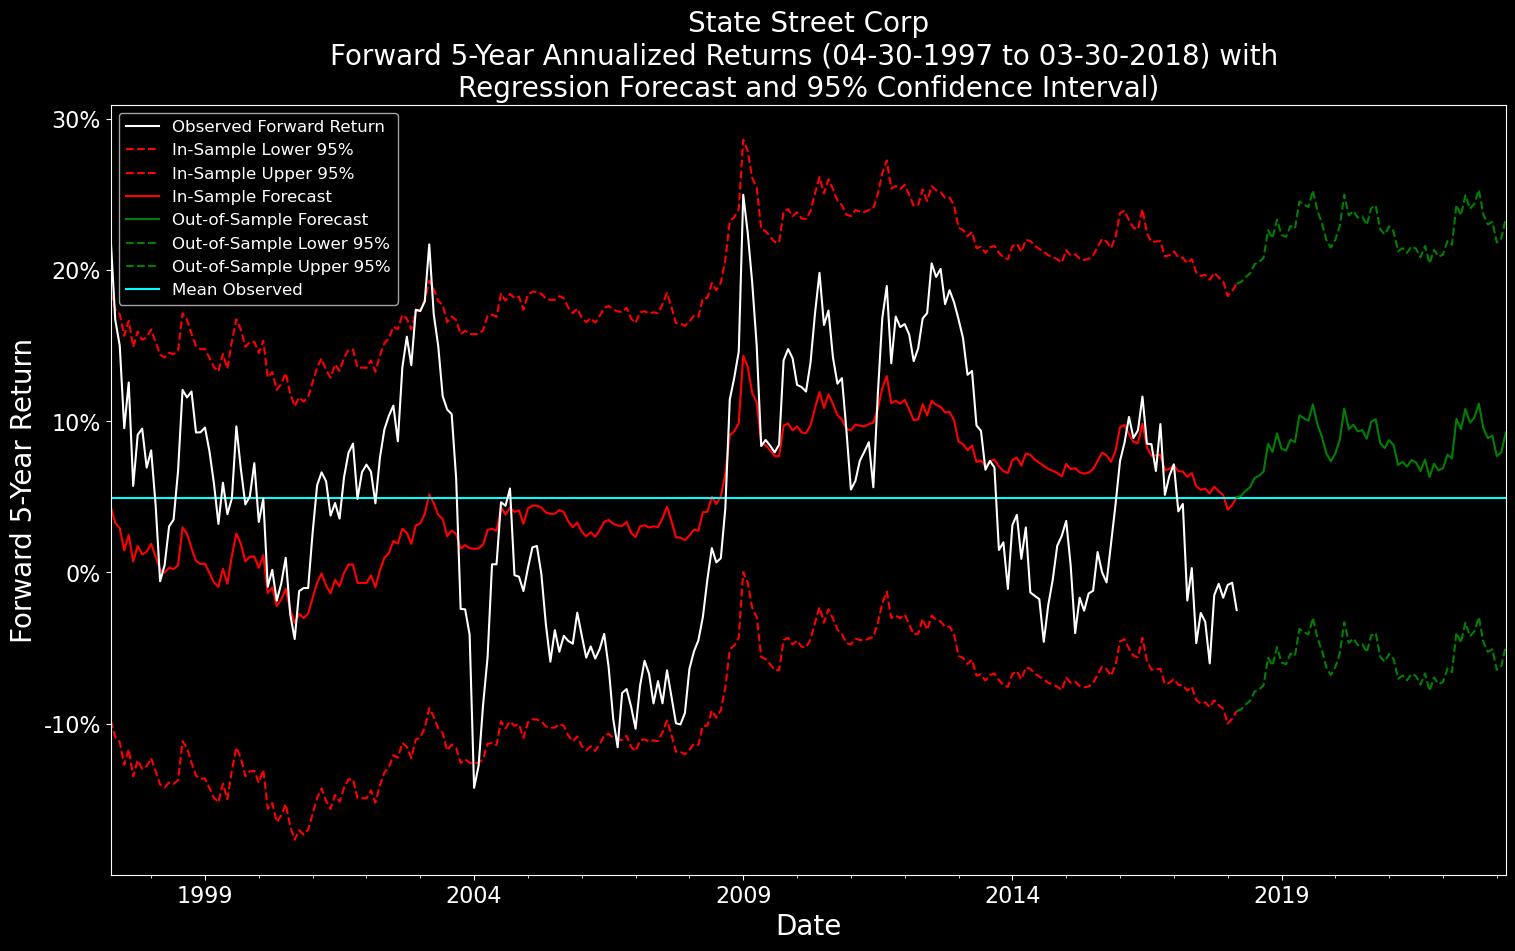 State Street Corp
Forward 5-Year Annualized Returns (04-30-1997 to 03-30-2018) with
Regression Forecast and 95% Confidence Interval)
30%
20%
10%
0%
-10%
Forward 5-Year Return
Observed Forward Return
In-Sample Lower 95%
In-Sample Upper 95%
In-Sample Forecast
Out-of-Sample Forecast
Out-of-Sample Lower 95%
Out-of-Sample Upper 95%
Mean Observed
1999 2004 2009 2014 2019
Date